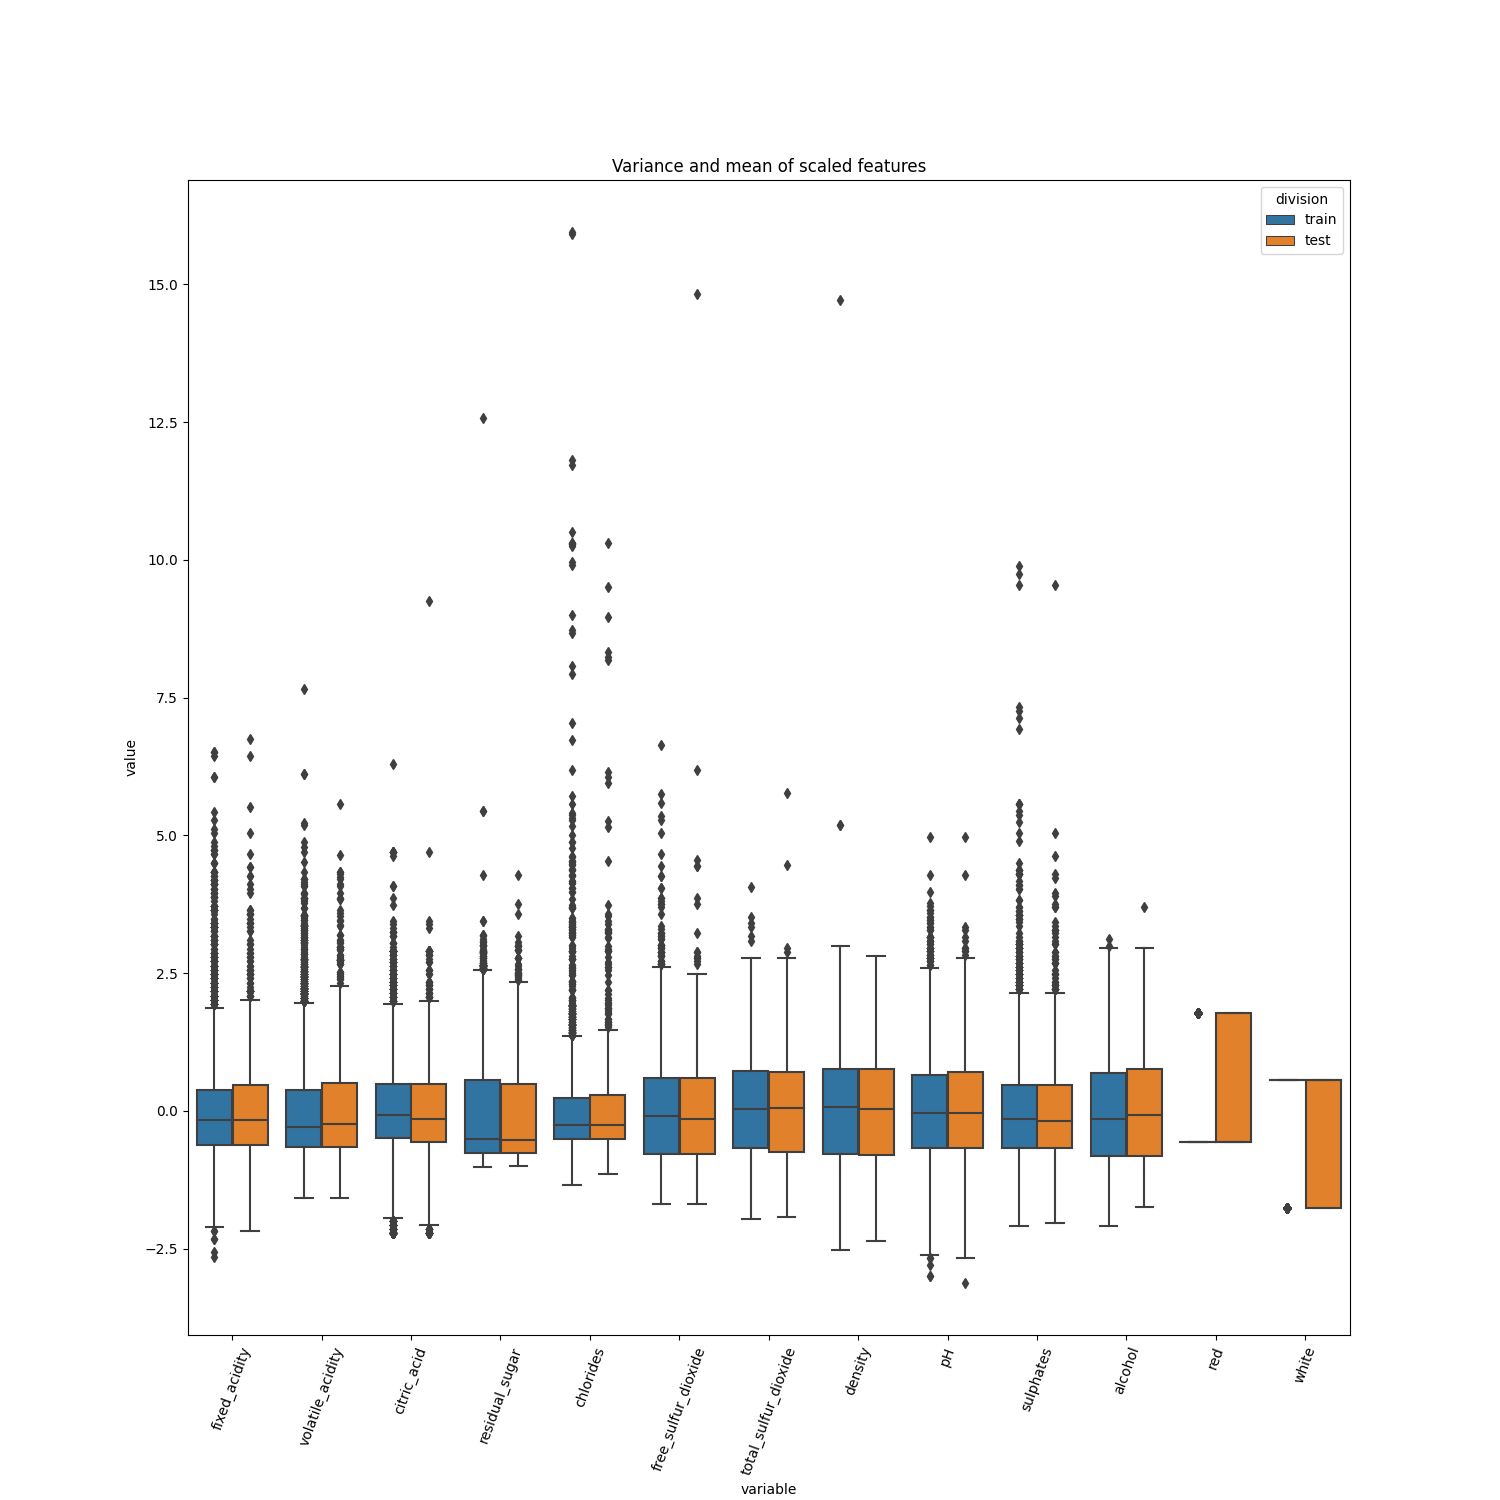 Variance and mean of scaled features
division
train
test
15.0
12.5
10.0
7.5
5.0
2.5
0.0
−2.5
value
fixed_acidity
volatile_acidity
citric_acid
residual_sugar
chlorides
free_sulfur_dioxide
total_sulfur_dioxide
density
pH
sulphates
alcohol
red
white
variable